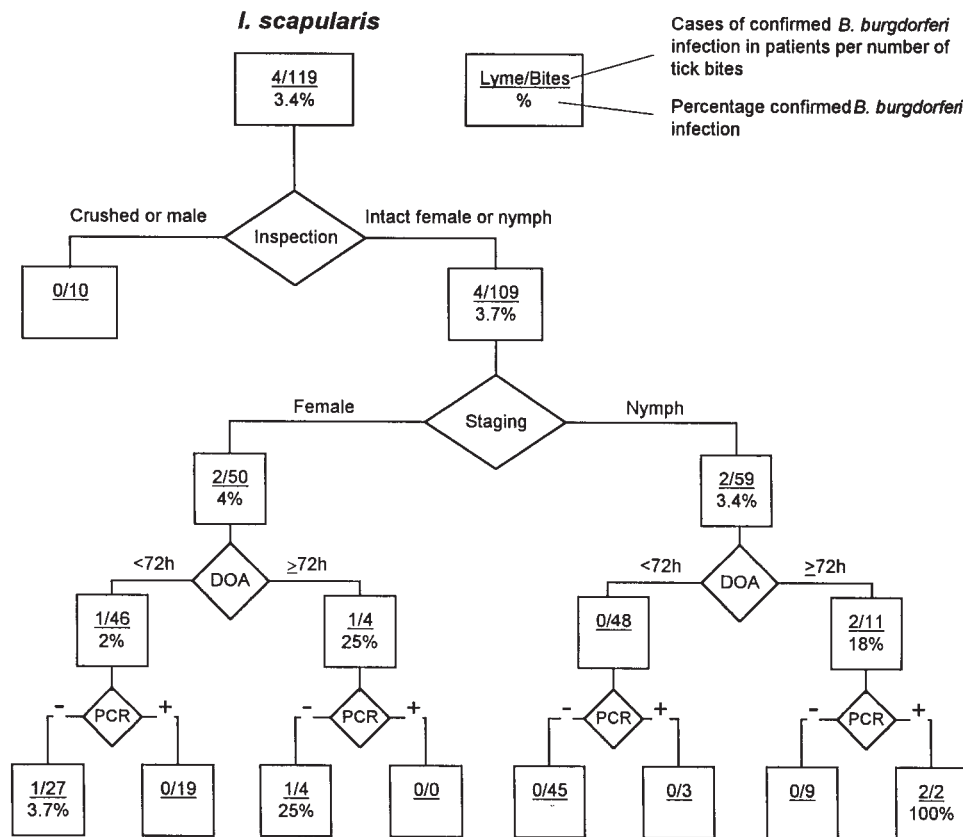 I. scapularis
Cases of confirmed B. burgdorferi
infection in patients per number of
tick bites
4/119
3.4%
Lyme/Bites
%
Percentage confirmed B. burgdorferi
infection
Crushed or male
Inspection
Intact female or nymph
0/10
4/109
3.7%
Female
Staging
Nymph
2/50
4%
2/59
3.4%
<72h
DOA
≥72h
<72h
DOA
≥72h
1/46
2%
1/4
25%
0/48
2/11
18%
- PCR +
- PCR +
- PCR +
- PCR +
1/27
3.7%
0/19
1/4
25%
0/0
0/45
0/3
0/9
2/2
100%